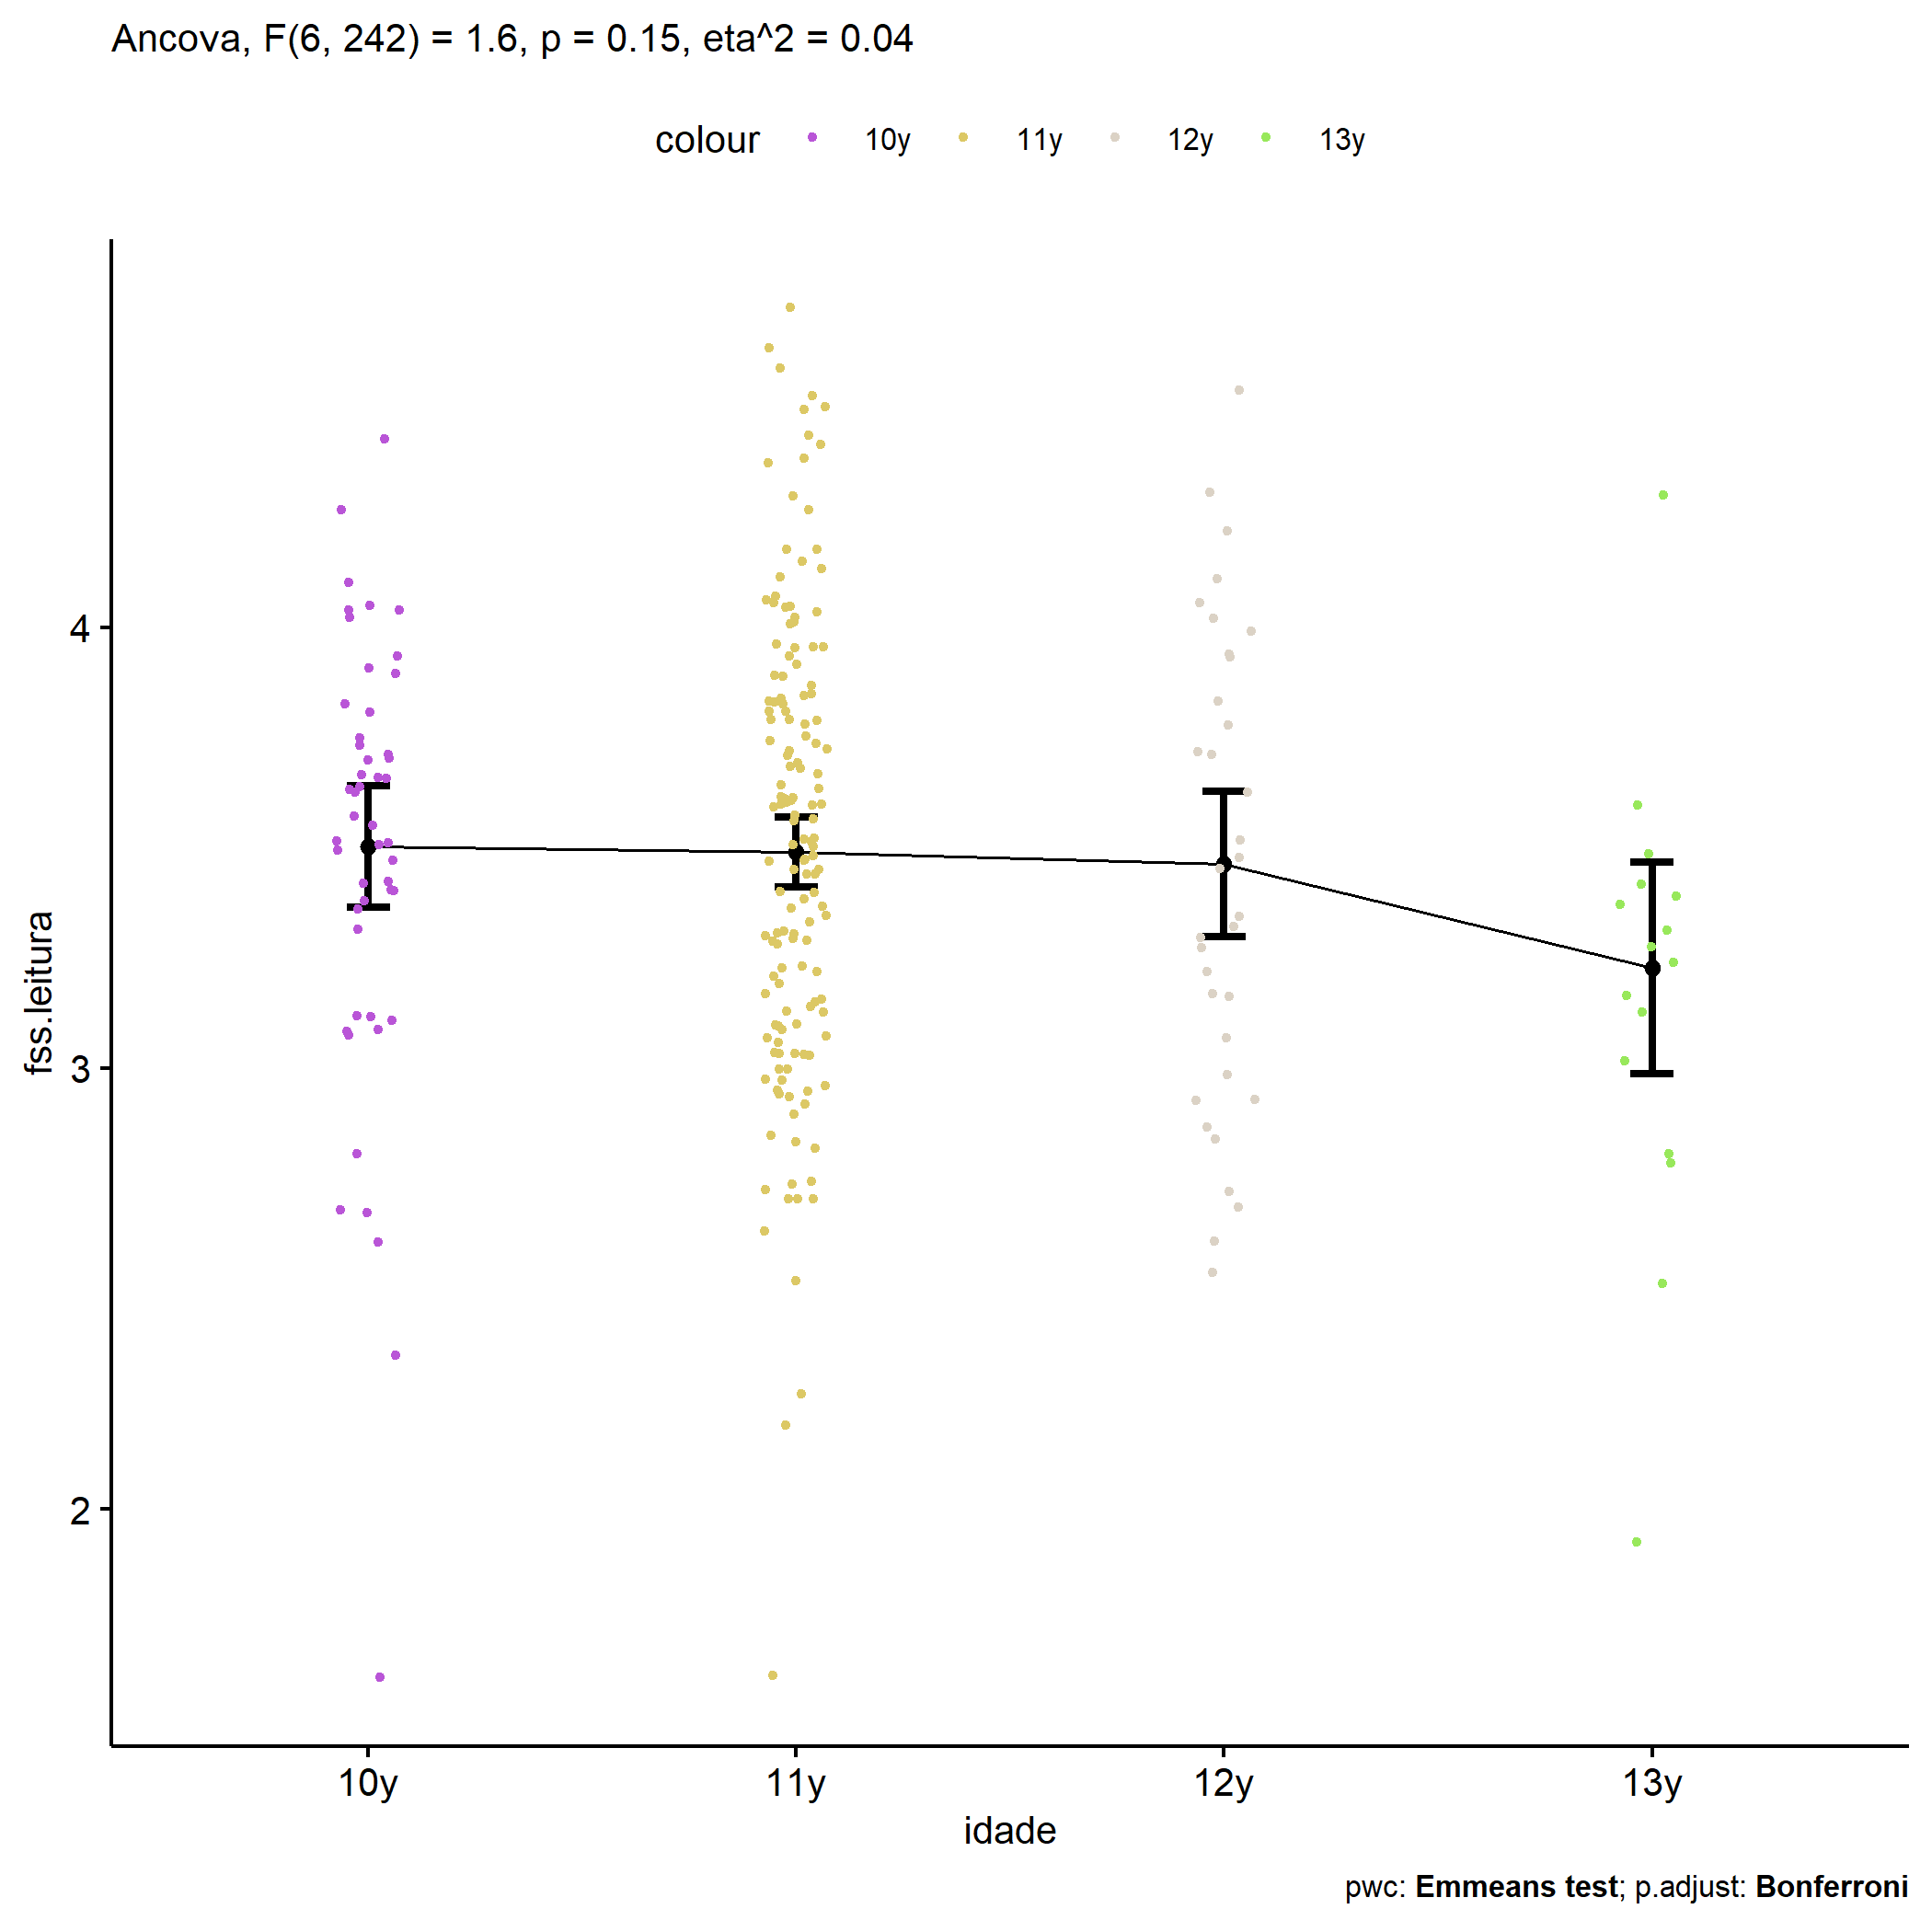 Ancova, F(6, 242) = 1.6, p = 0.15, eta^2 = 0.04
colour 10y 11y 12y 13y
fss.leitura
4
3
2
10y 11y 12y 13y
idade
pwc: Emmeans test; p.adjust: Bonferroni